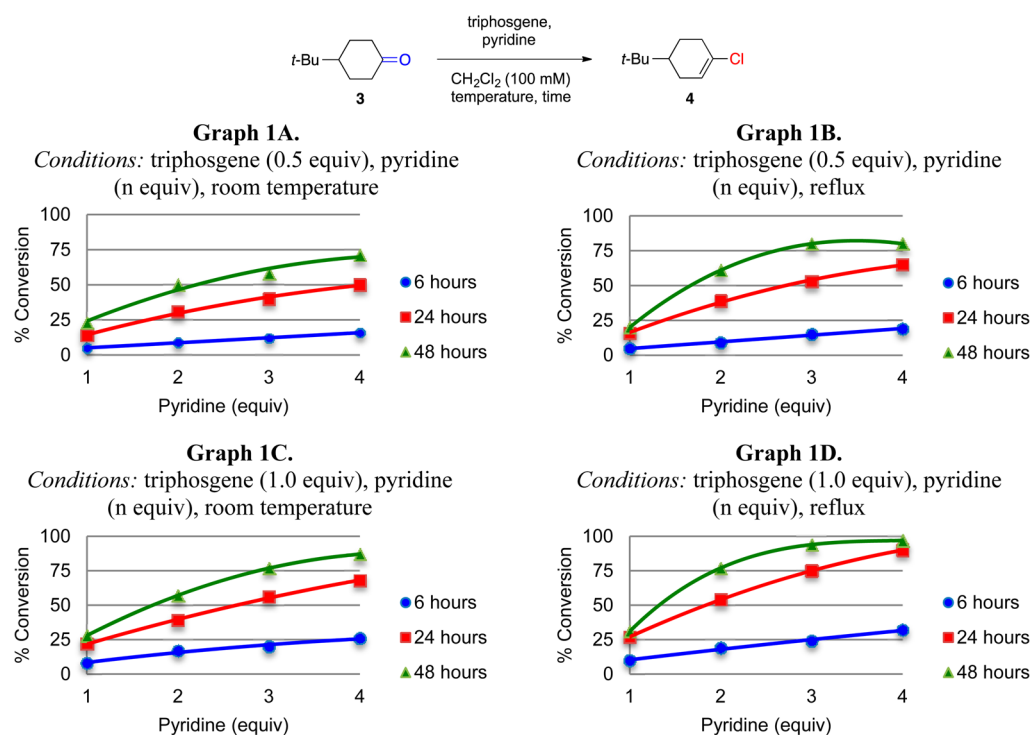 triphosgene,
pyridine
t-Bu
O
CH2Cl2 (100 mM)
temperature, time
t-Bu
Cl
3
4
Graph 1A.
Conditions: triphosgene (0.5 equiv), pyridine
(n equiv), room temperature
100
75
50
25
0
% Conversion
1 2 3 4
Pyridine (equiv)
6 hours
24 hours
48 hours
Graph 1B.
Conditions: triphosgene (0.5 equiv), pyridine
(n equiv), reflux
100
75
50
25
0
% Conversion
1 2 3 4
Pyridine (equiv)
6 hours
24 hours
48 hours
Graph 1C.
Conditions: triphosgene (1.0 equiv), pyridine
(n equiv), room temperature
100
75
50
25
0
% Conversion
1 2 3 4
Pyridine (equiv)
6 hours
24 hours
48 hours
Graph 1D.
Conditions: triphosgene (1.0 equiv), pyridine
(n equiv), reflux
100
75
50
25
0
% Conversion
1 2 3 4
Pyridine (equiv)
6 hours
24 hours
48 hours